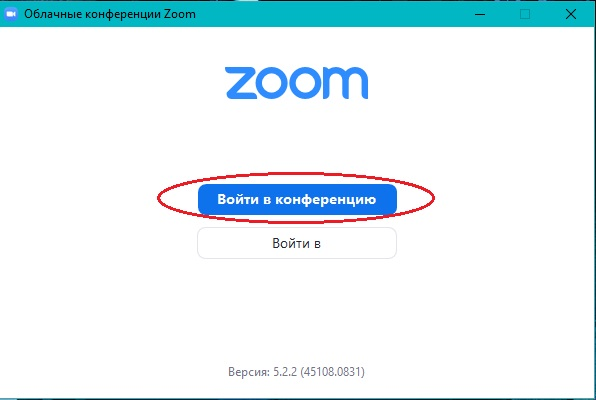 Облачные конференции Zoom
zoom
Войти в конференцию
Войти в
Версия: 5.2.2 (45108.0831)